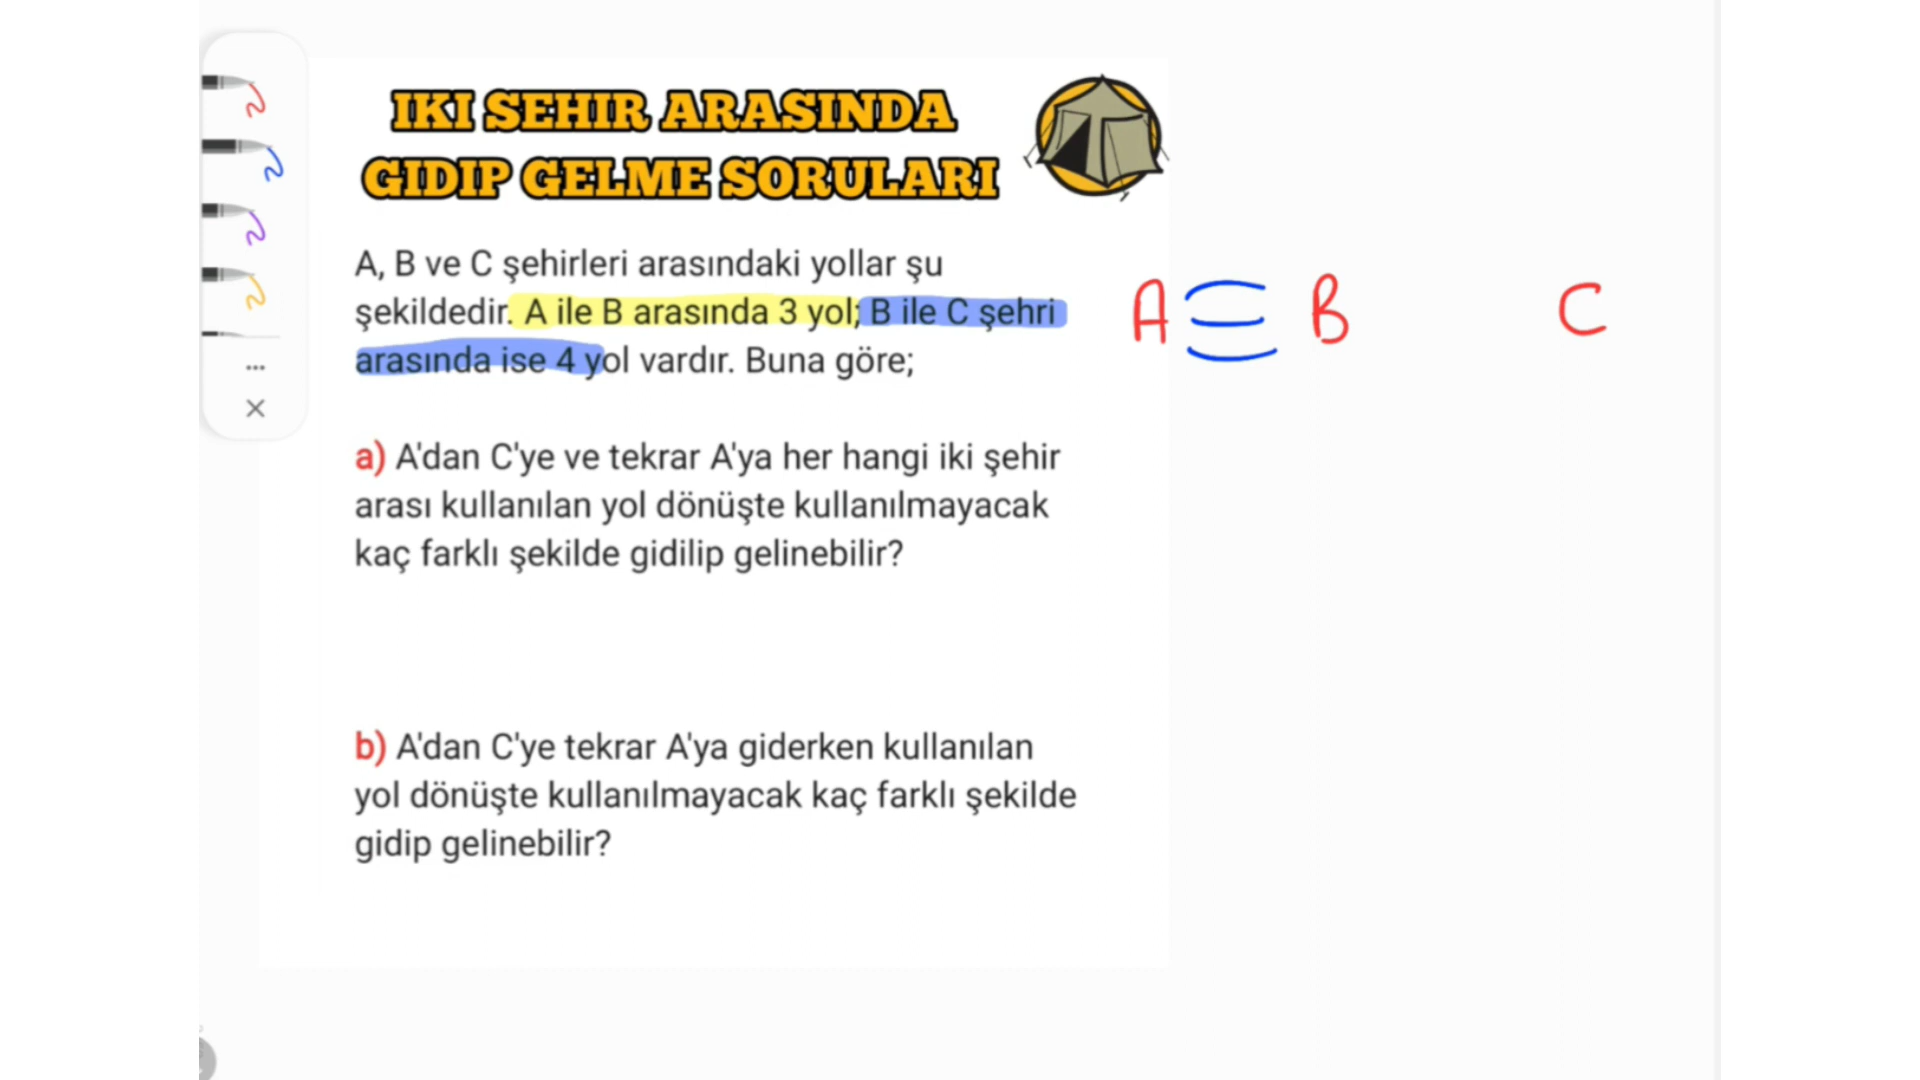 IKI SEHIR ARASINDA
GIDIP GELME SORULARI
A, B ve C şehirleri arasındaki yollar şu
şekildedir. A ile B arasında 3 yol; B ile C şehri
arasında ise 4 yol vardır. Buna göre;
A B C
a) A'dan C'ye ve tekrar A'ya her hangi iki şehir
arası kullanılan yol dönüşte kullanılmayacak
kaç farklı şekilde gidilip gelinebilir?
b) A'dan C'ye tekrar A'ya giderken kullanılan
yol dönüşte kullanılmayacak kaç farklı şekilde
gidip gelinebilir?